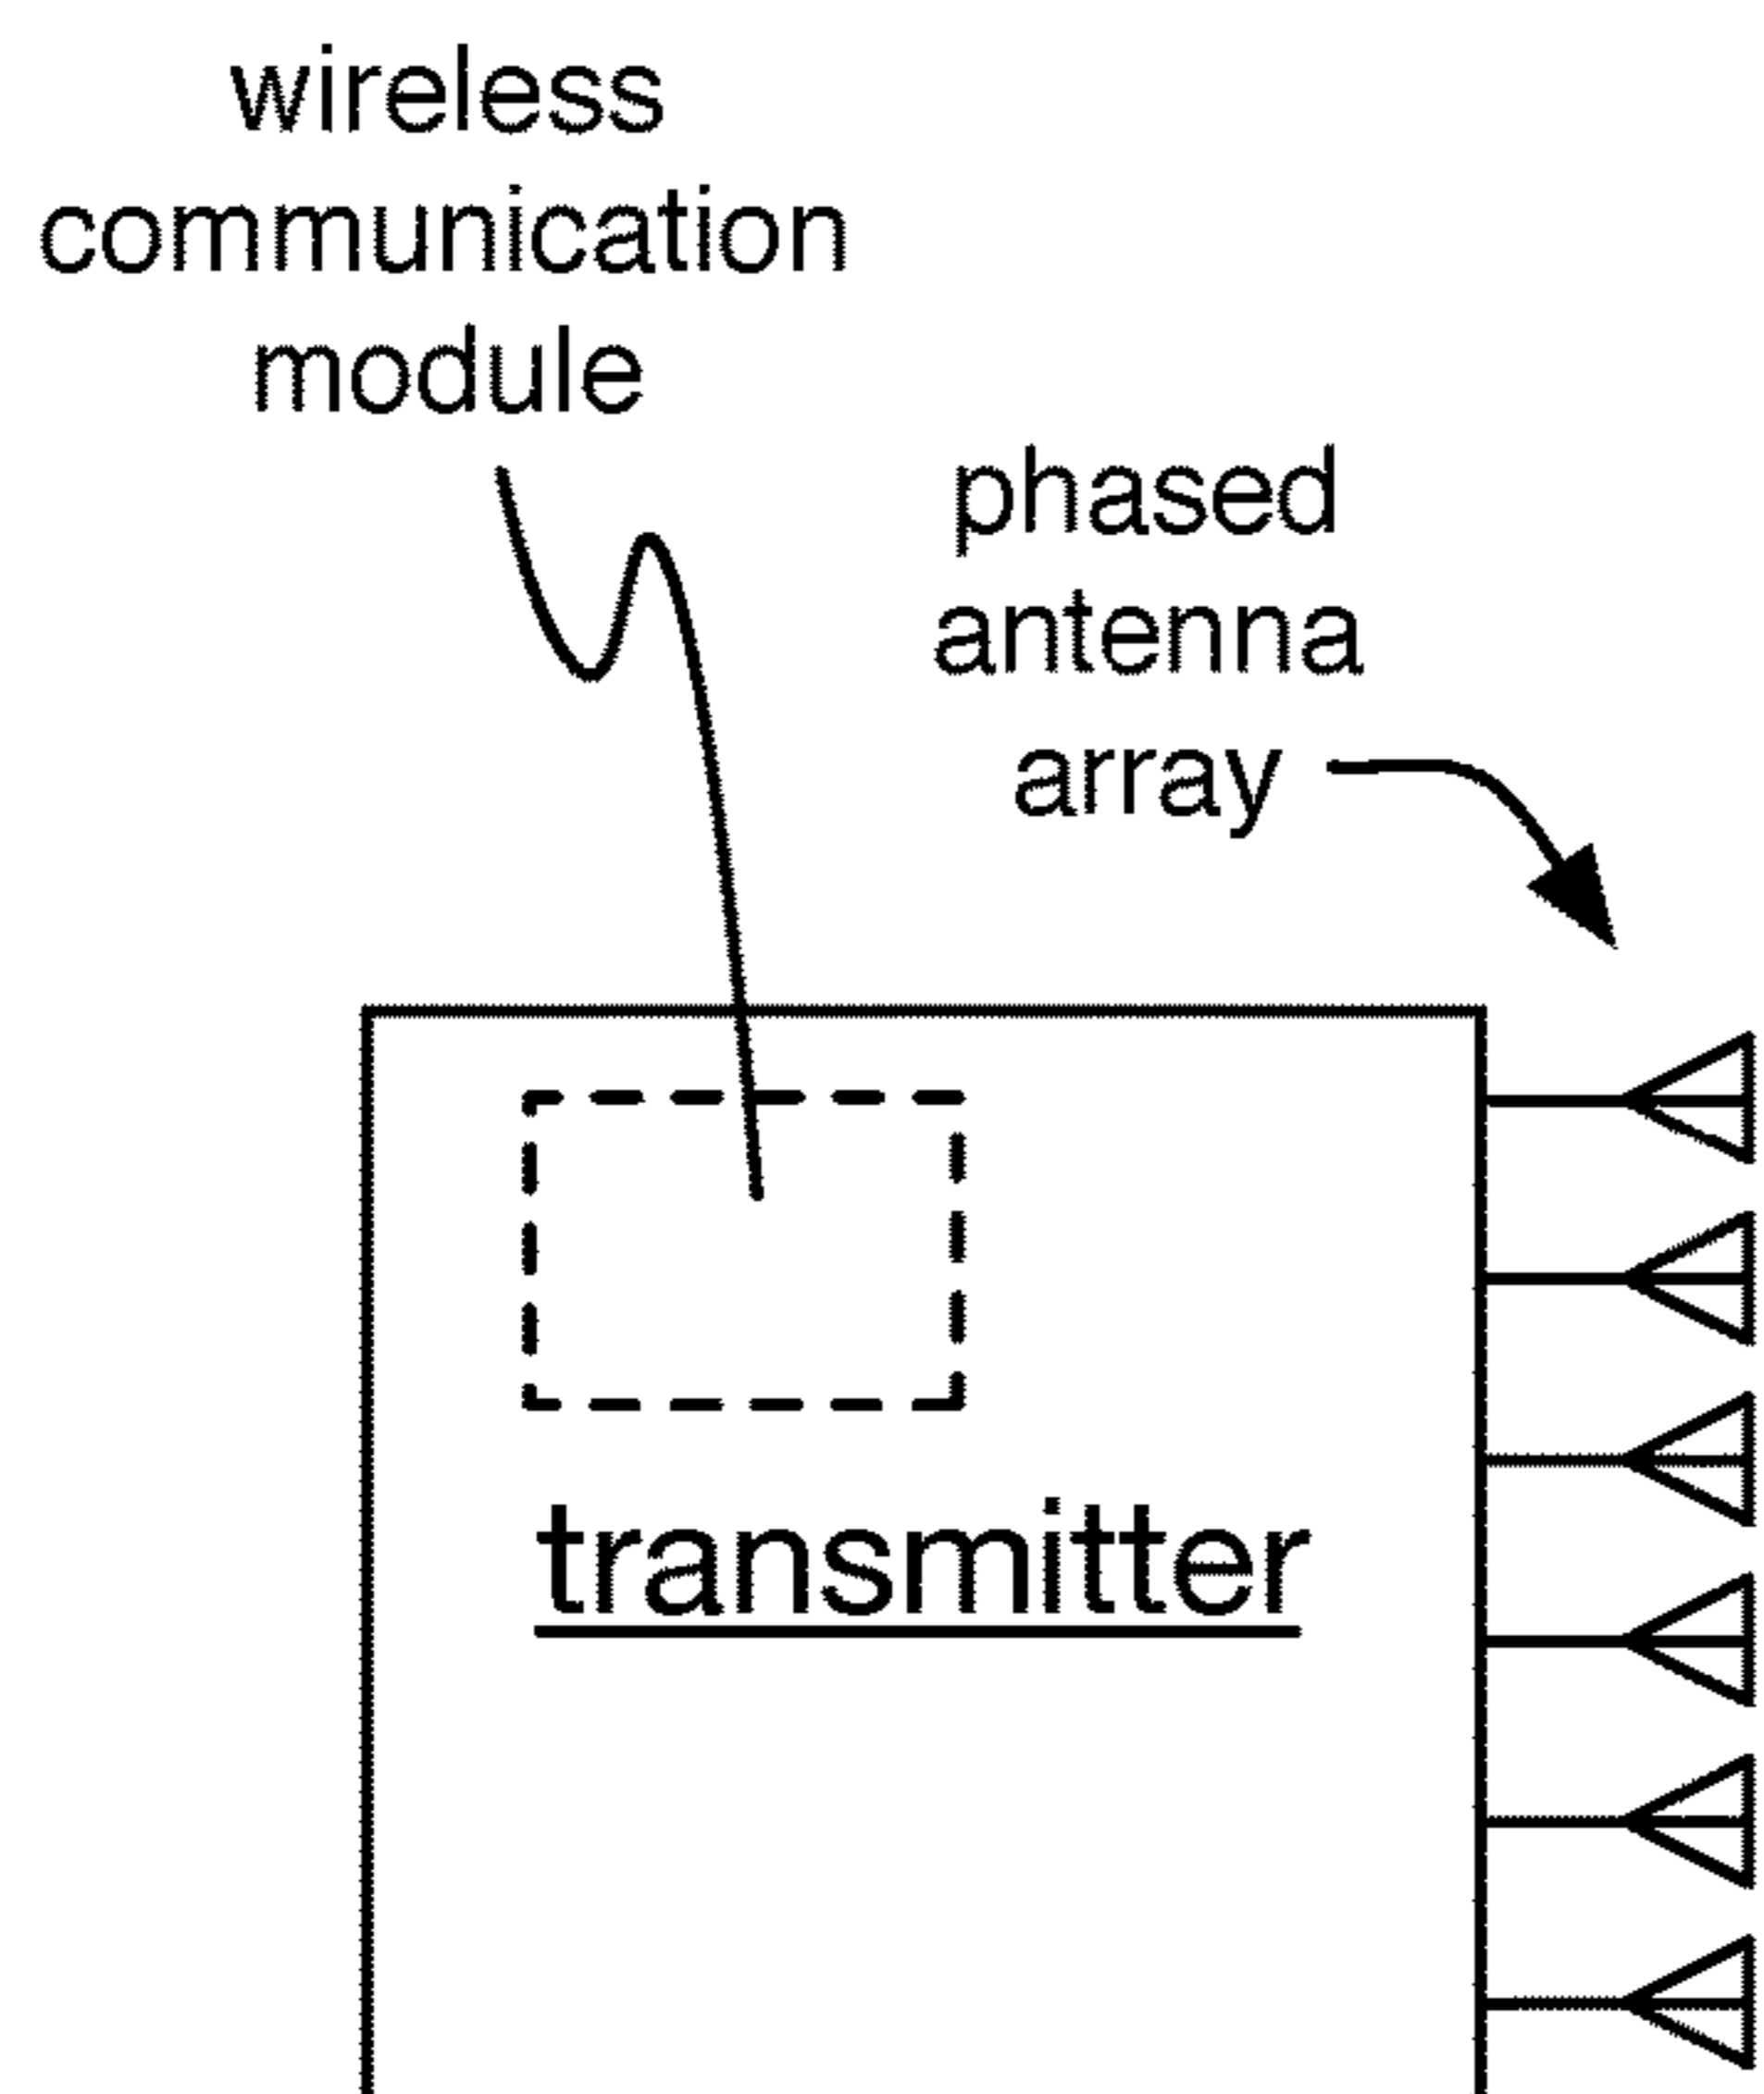 wireless
communication
module
phased
antenna
array
transmitter